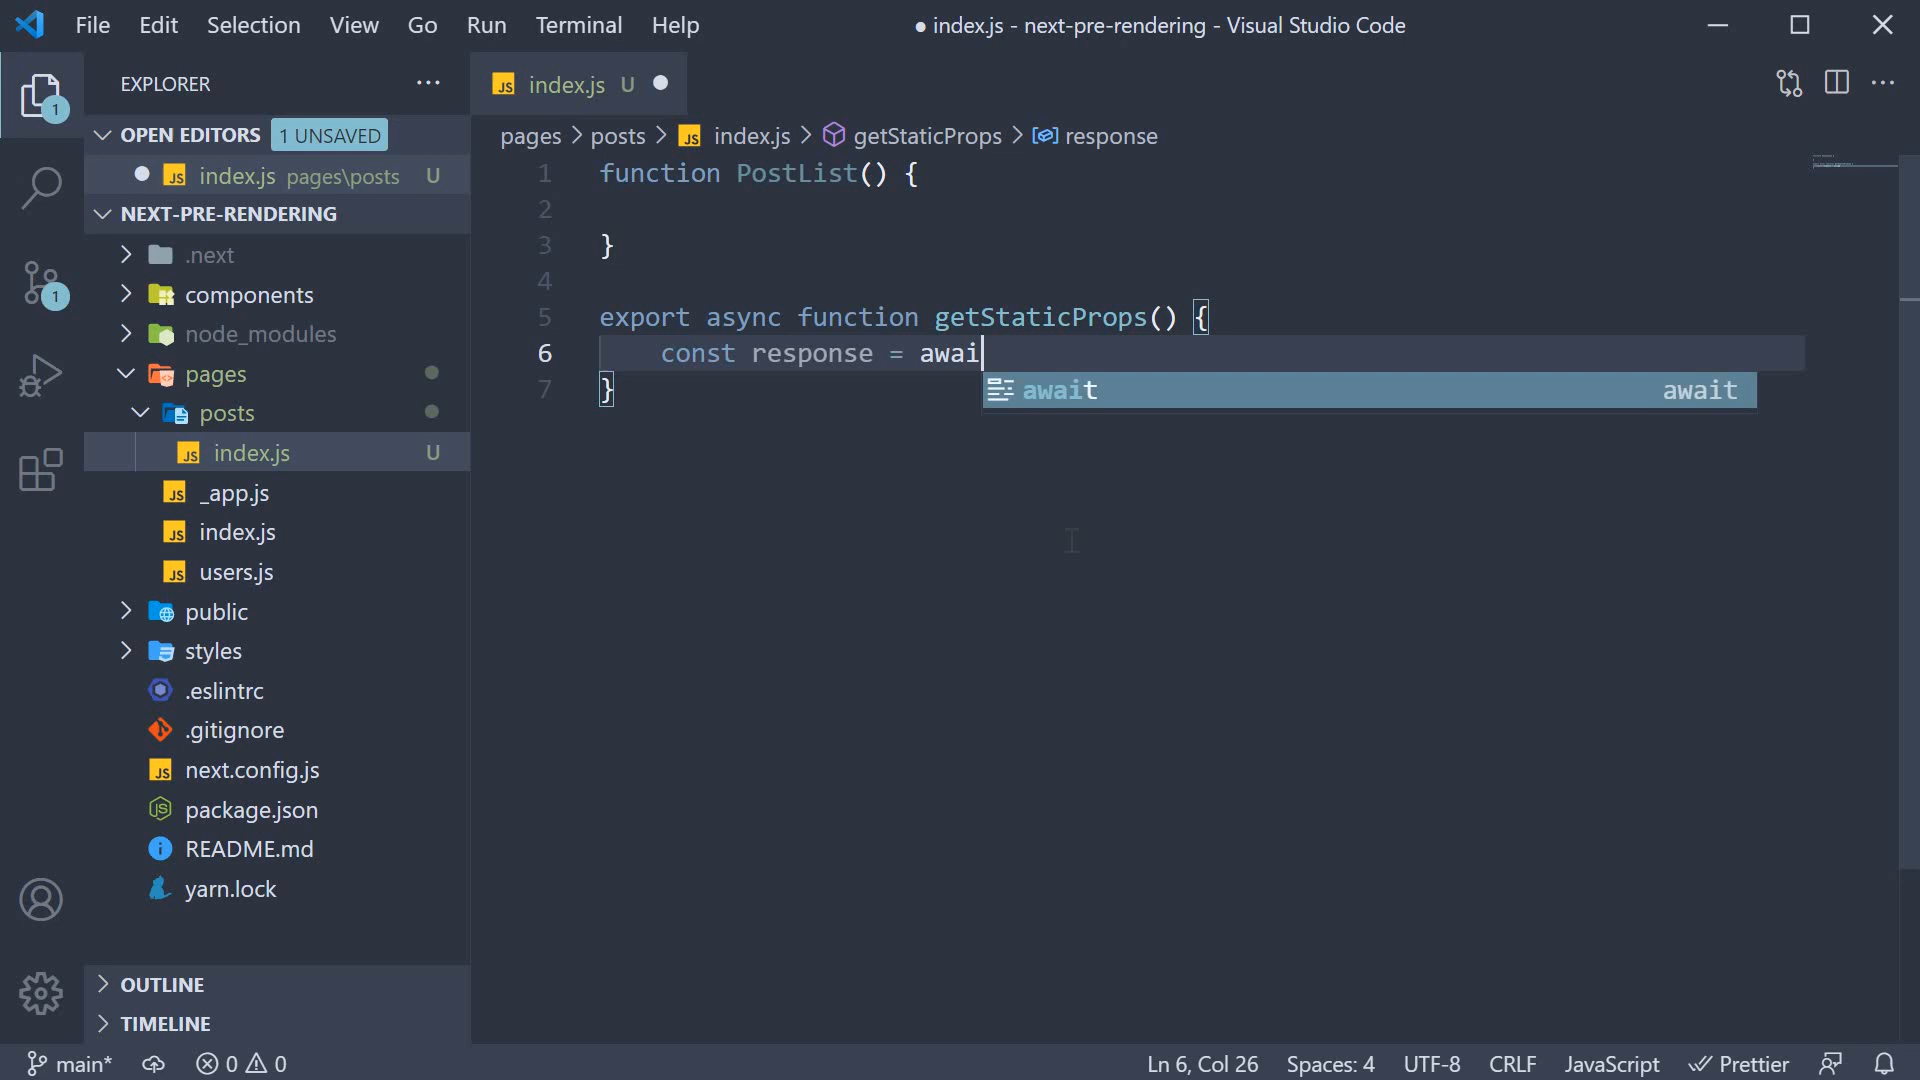 File Edit Selection View Go Run Terminal Help
● index.js - next-pre-rendering - Visual Studio Code
EXPLORER
1
OPEN EDITORS 1 UNSAVED
index.js pages\posts U
NEXT-PRE-RENDERING
.next
components
1
node_modules
pages
posts
index.js U
_app.js
index.js
users.js
public
styles
.eslintrc
.gitignore
next.config.js
package.json
README.md
yarn.lock
OUTLINE
TIMELINE
index.js U
pages > posts > index.js > getStaticProps > response
1 function PostList() {
2
3 }
4
5 export async function getStaticProps() {
6 const response = awai
7 }
await await
main* 0 0 Ln 6, Col 26 Spaces: 4 UTF-8 CRLF JavaScript Prettier